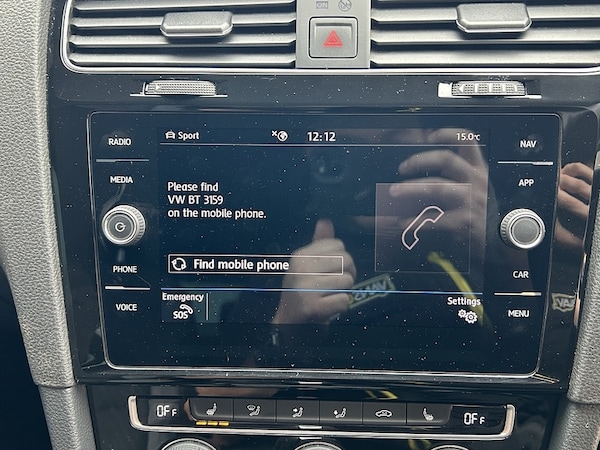 RADIO
MEDIA
PHONE
VOICE
Sport
12:12
15.0°C
Please find
VW BT 3159
on the mobile phone.
Find mobile phone
Emergency
SOS
Settings
NAV
APP
CAR
MENU
OFF
OFF